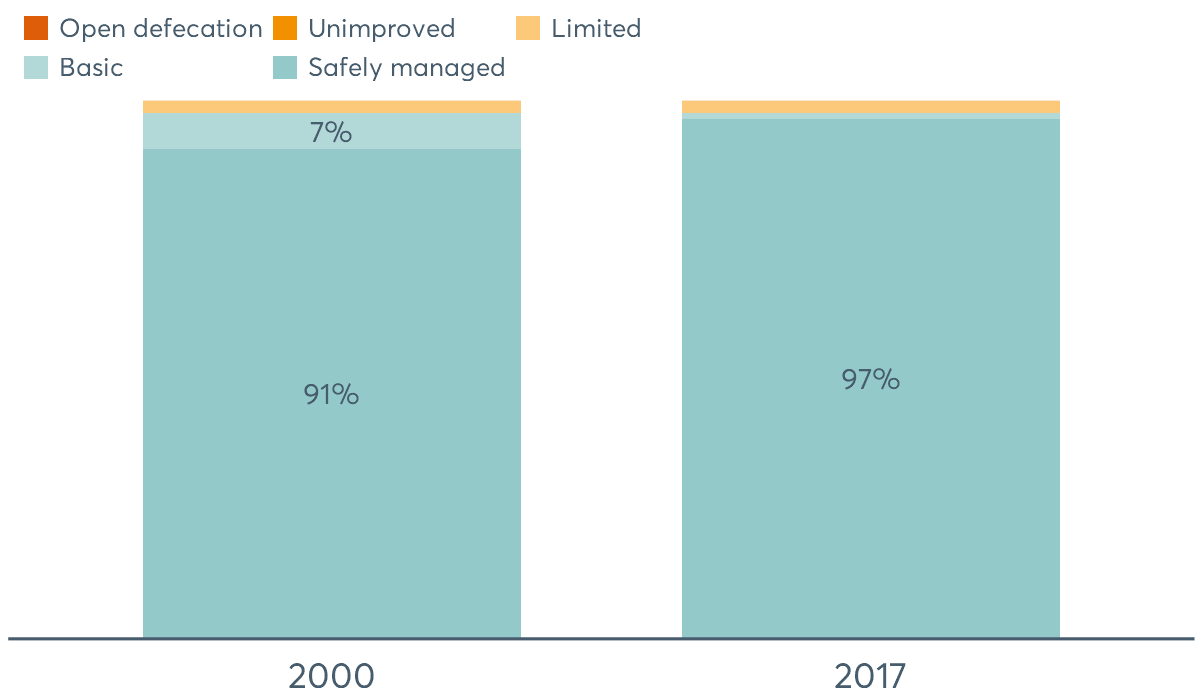 Open defecation Unimproved Limited
Basic Safely managed
7%
91%
97%
2000 2017